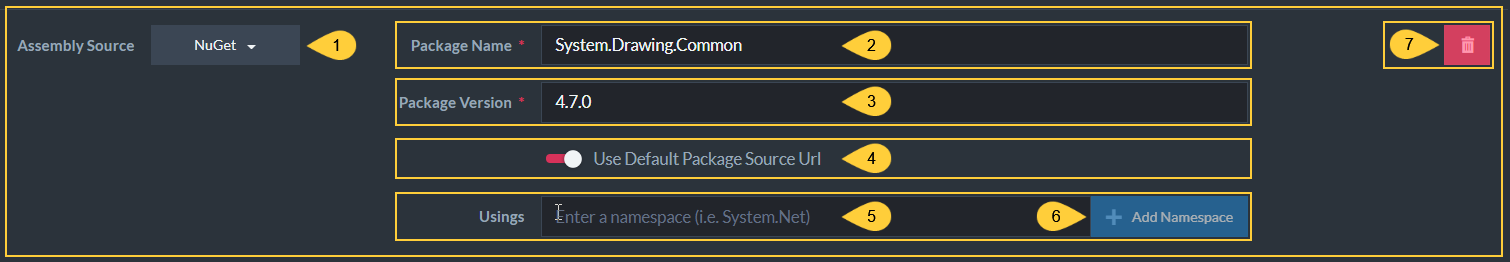 Assembly Source NuGet 1 Package Name * System.Drawing.Common 2 7
Package Version * 4.7.0 3
Use Default Package Source Url 4
Usings Enter a namespace (i.e. System.Net) 5 6 Add Namespace